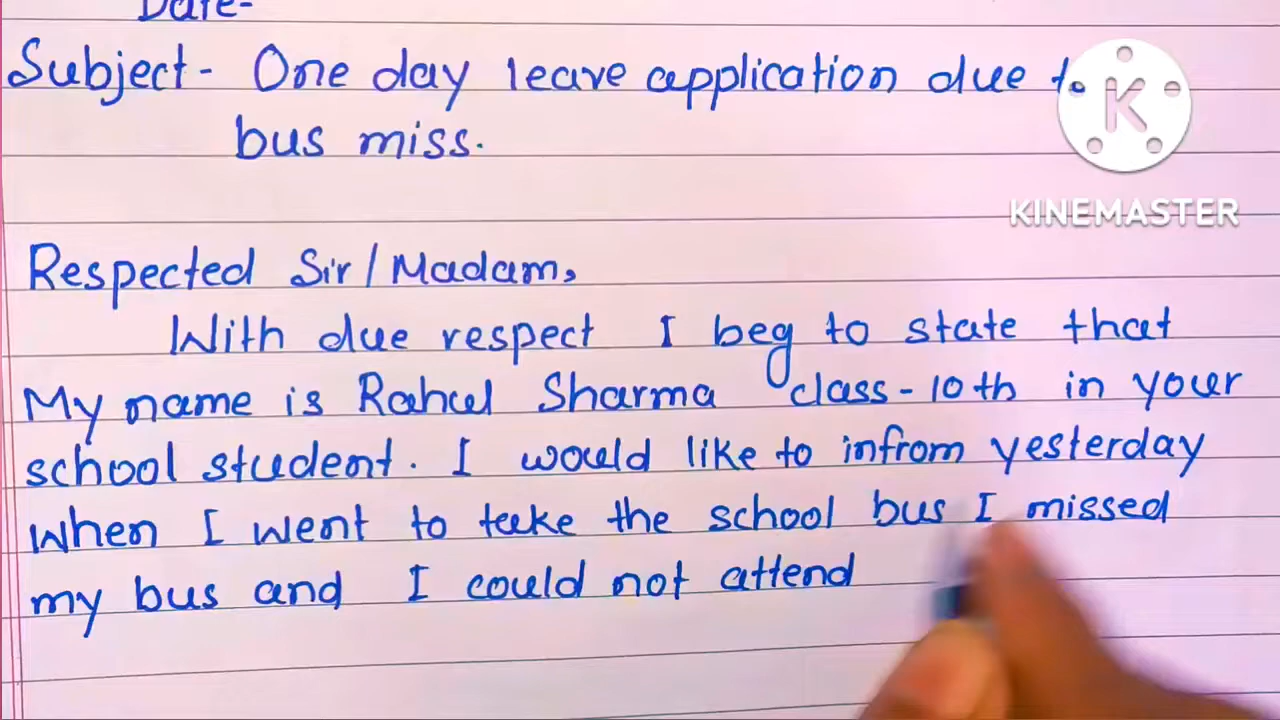 Date-
Subject- One day leave application due to
bus miss.
K
KINEMASTER
Respected Sir/Madam,
With due respect I beg to state that
My name is Rahul Sharma class-10th in your
school student. I would like to infrom yesterday
when I went to take the school bus I missed
my bus and I could not attend